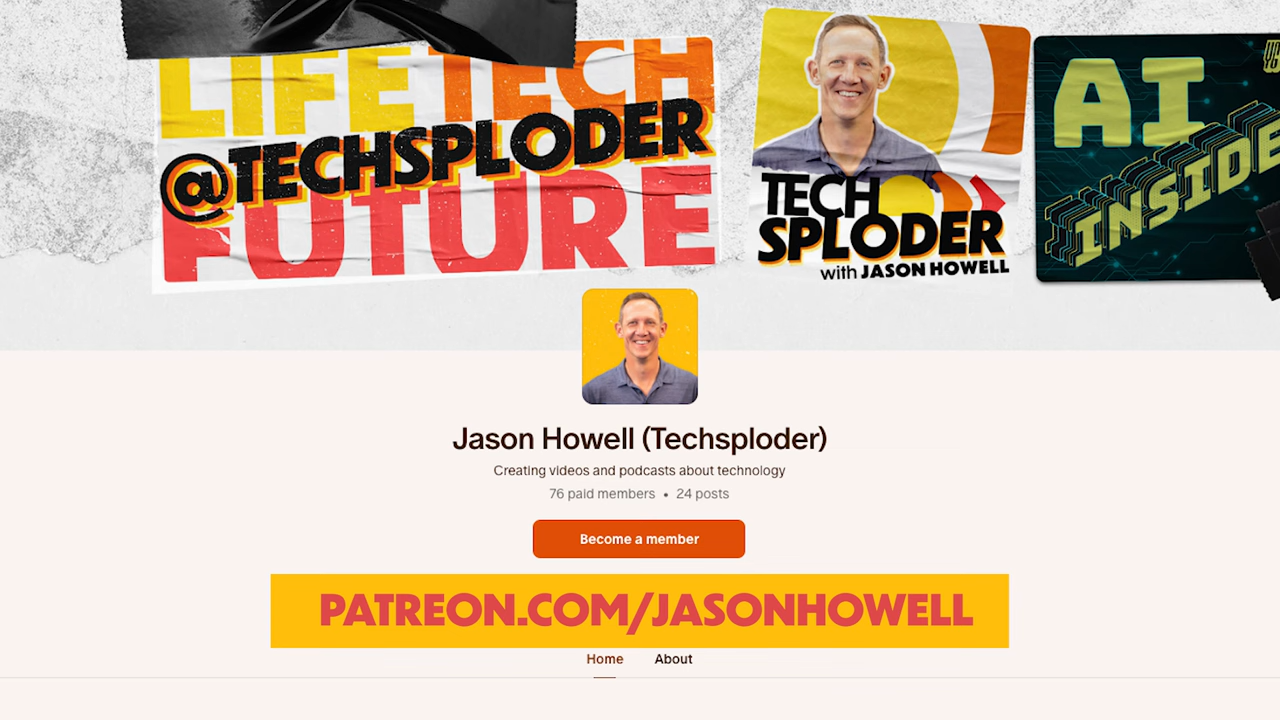 LIFE TECH
@TECHSPLODER
FUTURE
TECH
SPLODER
with JASON HOWELL
AI
INSIDE
Jason Howell (Techsploder)
Creating videos and podcasts about technology
76 paid members • 24 posts
Become a member
PATREON.COM/JASONHOWELL
Home About